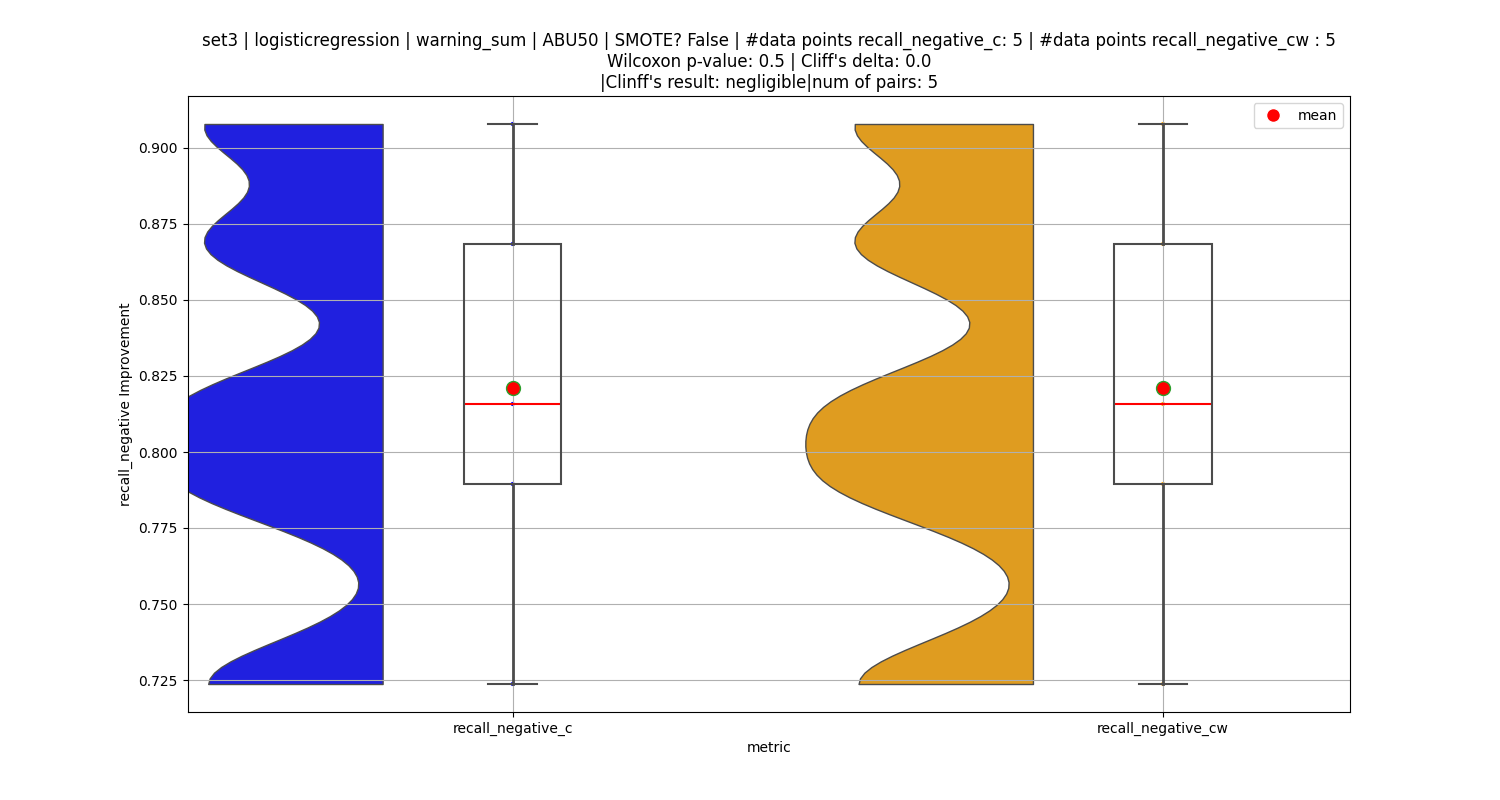 set3 | logisticregression | warning_sum | ABU50 | SMOTE? False | #data points recall_negative_c: 5 | #data points recall_negative_cw : 5
Wilcoxon p-value: 0.5 | Cliff's delta: 0.0
|Clinff's result: negligible|num of pairs: 5
mean
0.900
0.875
0.850
0.825
0.800
0.775
0.750
0.725
recall_negative Improvement
recall_negative_c
recall_negative_cw
metric